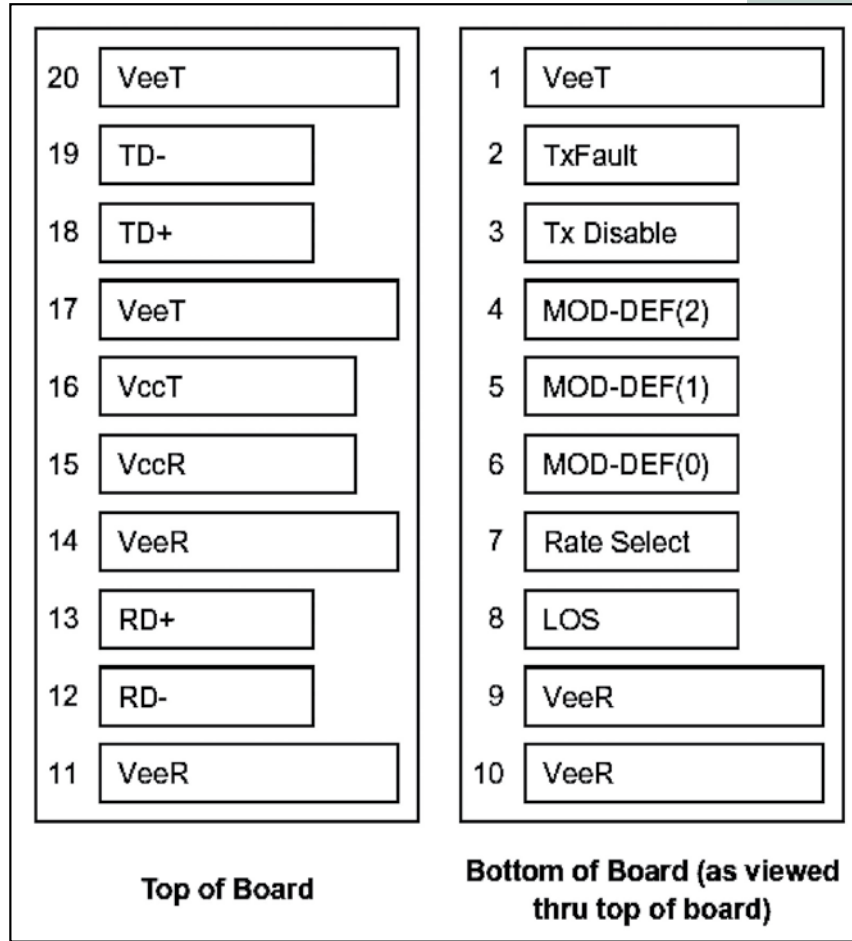 20 VeeT
19 TD-
18 TD+
17 VeeT
16 VccT
15 VccR
14 VeeR
13 RD+
12 RD-
11 VeeR
Top of Board
1 VeeT
2 TxFault
3 Tx Disable
4 MOD-DEF(2)
5 MOD-DEF(1)
6 MOD-DEF(0)
7 Rate Select
8 LOS
9 VeeR
10 VeeR
Bottom of Board (as viewed
thru top of board)